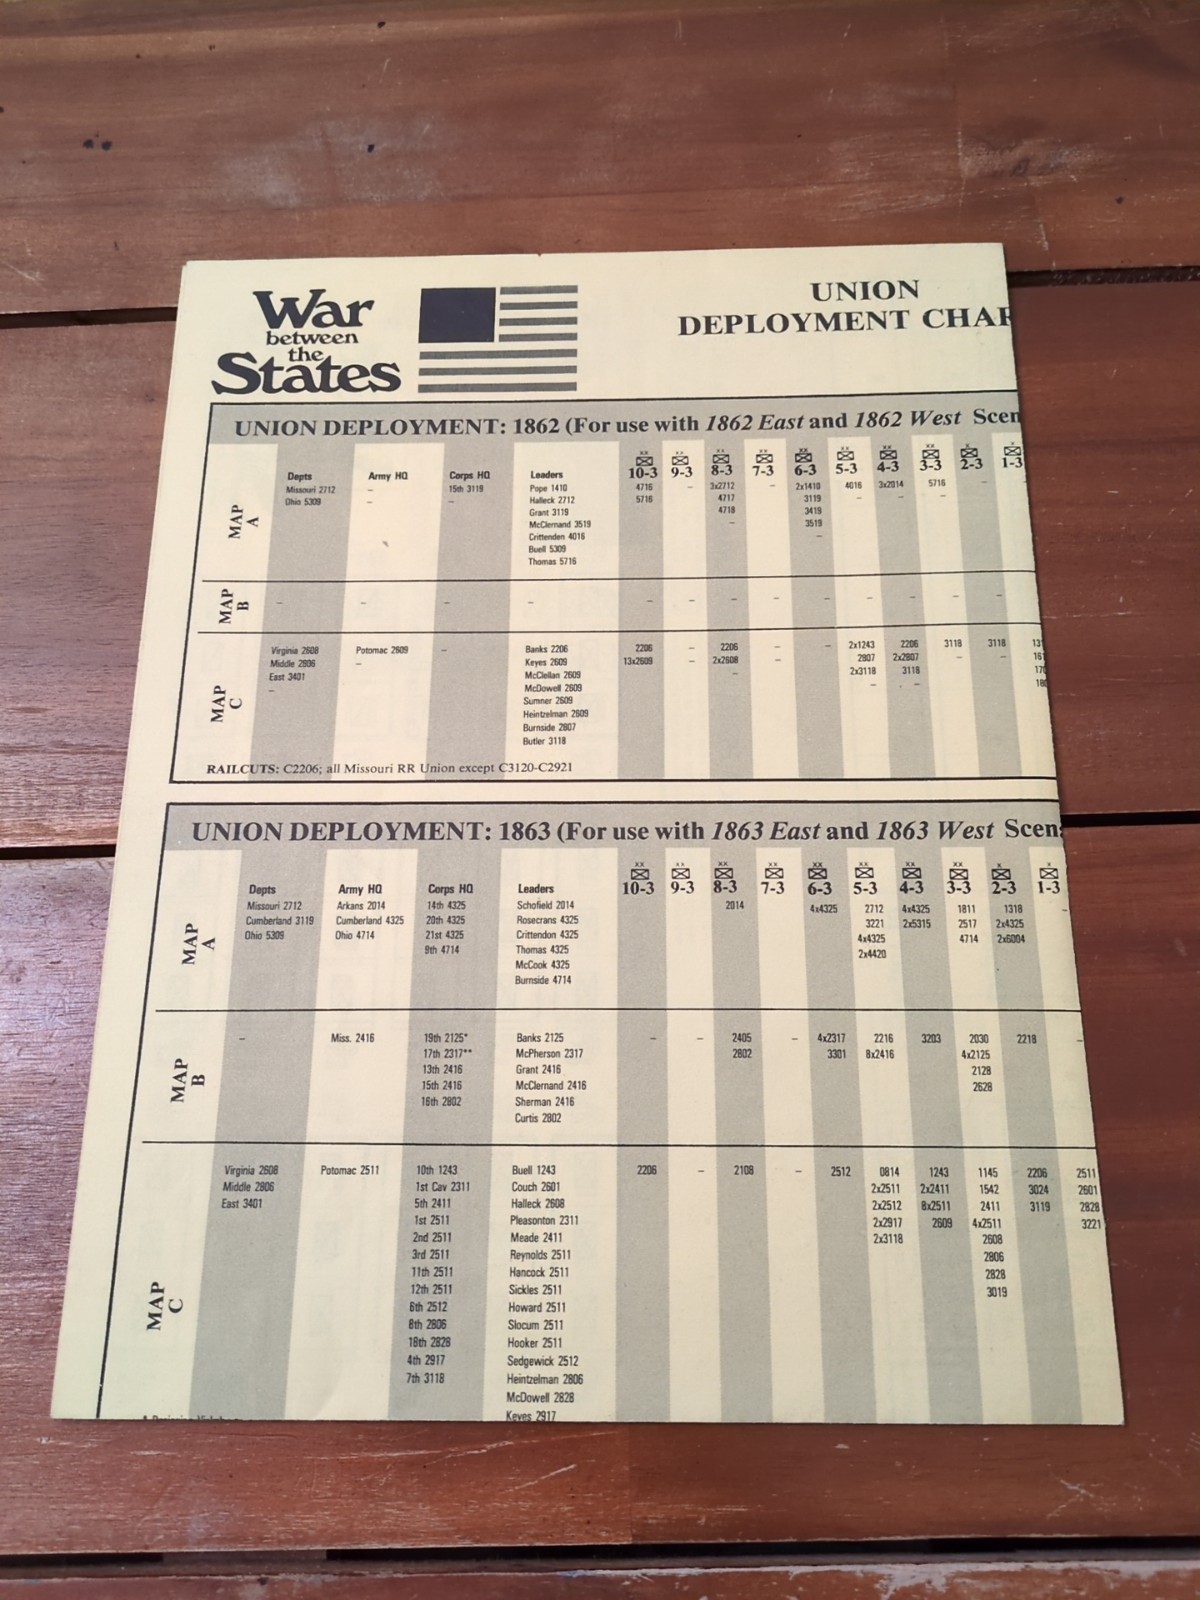 War
between
the
States
UNION
DEPLOYMENT CHAR
UNION DEPLOYMENT: 1862 (For use with 1862 East and 1862 West Scen
Depts Army HQ Corps HQ Leaders 10-3 9-3 8-3 7-3 6-3 5-3 4-3 3-3 2-3 1-3
MAP A
Missouri 2712 – 15th 3119 Pope 1410 4716 – 3x2712 – 2x1410 4016 3x2014 5716 –
Ohio 5309 – – Halleck 2712 5716 4717 3119 – – –
Grant 3119 4718 3419
McClernand 3519 – 3519
Crittenden 4016 –
Buell 5309
Thomas 5716
MAP B
– – – – – – – – – – – – –
MAP C
Virginia 2608 Potomac 2609 – Banks 2206 2206 – 2206 – – 2x1243 2206 3118 3118 13
Middle 2806 – Keyes 2609 13x2609 – 2x2608 – 2807 2x2807 – – 161
East 3401 McClellan 2609 – 2x3118 3118 170
– McDowell 2609 – – 180
Sumner 2609
Heintzelman 2609
Burnside 2807
Butler 3118
RAILCUTS: C2206; all Missouri RR Union except C3120-C2921
UNION DEPLOYMENT: 1863 (For use with 1863 East and 1863 West Scen
Depts Army HQ Corps HQ Leaders 10-3 9-3 8-3 7-3 6-3 5-3 4-3 3-3 2-3 1-3
MAP A
Missouri 2712 Arkans 2014 14th 4325 Schofield 2014 2014 4x4325 2712 4x4325 1811 1318 –
Cumberland 3119 Cumberland 4325 20th 4325 Rosecrans 4325 3221 2x5315 2517 2x4325
Ohio 5309 Ohio 4714 21st 4325 Crittendon 4325 4x4325 4714 2x6004
9th 4714 Thomas 4325 2x4420
McCook 4325
Burnside 4714
MAP B
– Miss. 2416 19th 2125* Banks 2125 – – 2405 – 4x2317 2216 3203 2030 2218 –
17th 2317** McPherson 2317 2802 3301 8x2416 4x2125
13th 2416 Grant 2416 2128
15th 2416 McClernand 2416 2628
16th 2802 Sherman 2416
Curtis 2802
MAP C
Virginia 2608 Potomac 2511 10th 1243 Buell 1243 2206 – 2108 – 2512 0814 1243 1145 2206 2511
Middle 2806 1st Cav 2311 Couch 2601 2x2511 2x2411 1542 3024 2601
East 3401 5th 2411 Halleck 2608 2x2512 8x2511 2411 3119 2828
1st 2511 Pleasonton 2311 2x2917 2609 4x2511 3221
2nd 2511 Meade 2411 2x3118 2608
3rd 2511 Reynolds 2511 2806
11th 2511 Hancock 2511 2828
12th 2511 Sickles 2511 3019
6th 2512 Howard 2511
8th 2806 Slocum 2511
18th 2828 Hooker 2511
4th 2917 Sedgewick 2512
7th 3118 Heintzelman 2806
McDowell 2828
Keyes 2917